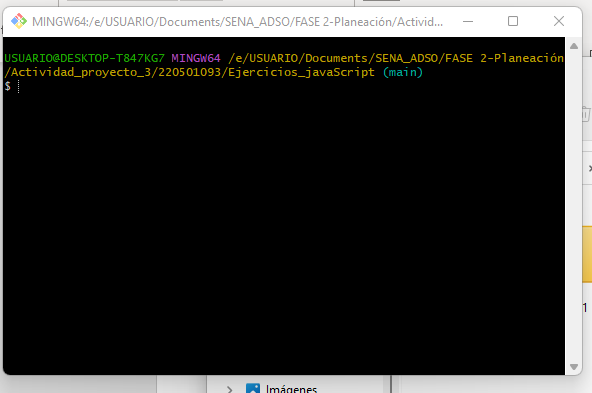 MINGW64:/e/USUARIO/Documents/SENA_ADSO/FASE 2-Planeación/Activid...
USUARIO@DESKTOP-T847KG7 MINGW64 /e/USUARIO/Documents/SENA_ADSO/FASE 2-Planeación
/Actividad_proyecto_3/220501093/Ejercicios_javaScript (main)
$
1
Imágenes